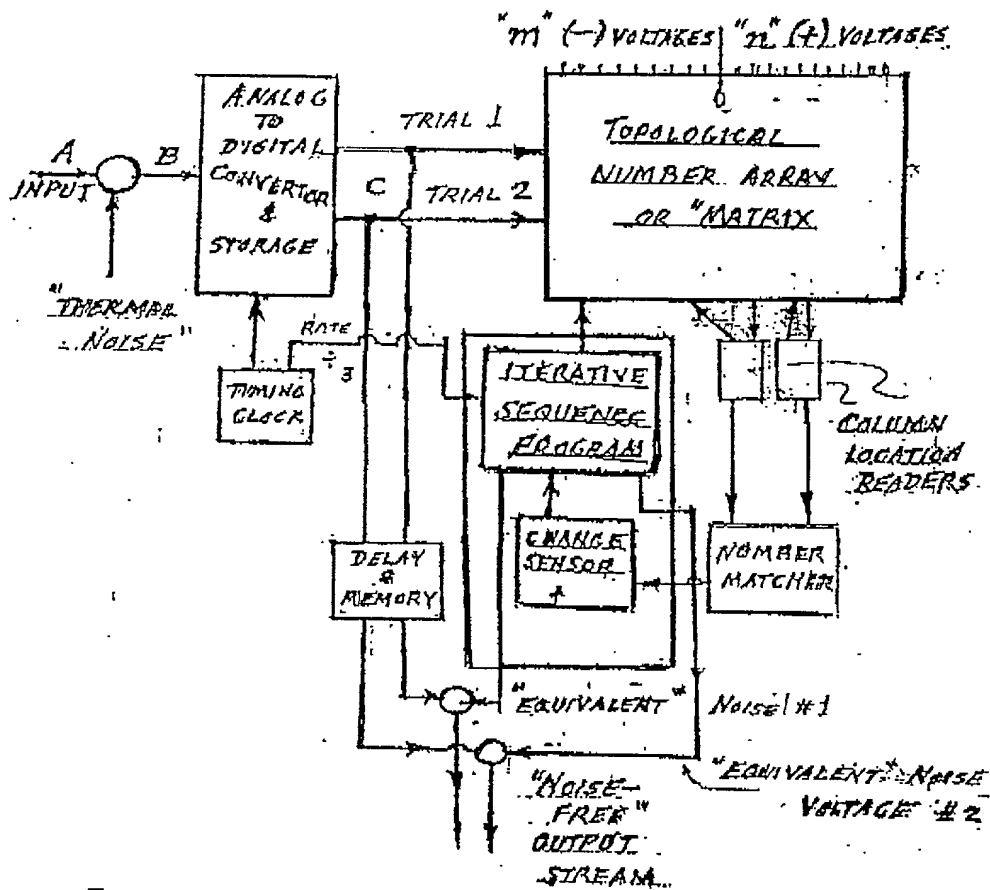 "m" (-) VOLTAGES "n" (+) VOLTAGES
0
ANALOG
TO
DIGITAL
CONVERTOR
&
STORAGE
A
INPUT
B
"THERMAL
NOISE"
TRIAL 1
C
TRIAL 2
TOPOLOGICAL
NUMBER ARRAY
OR "MATRIX
TIMING
CLOCK
RATE
÷ 3
ITERATIVE
SEQUENCE
PROGRAM
COLUMN
LOCATION
READERS
CHANGE
SENSOR
NUMBER
MATCHER
DELAY
&
MEMORY
"EQUIVALENT" NOISE #1
"EQUIVALENT" NOISE
VOLTAGE #2
"NOISE-
FREE"
OUTPUT
STREAM